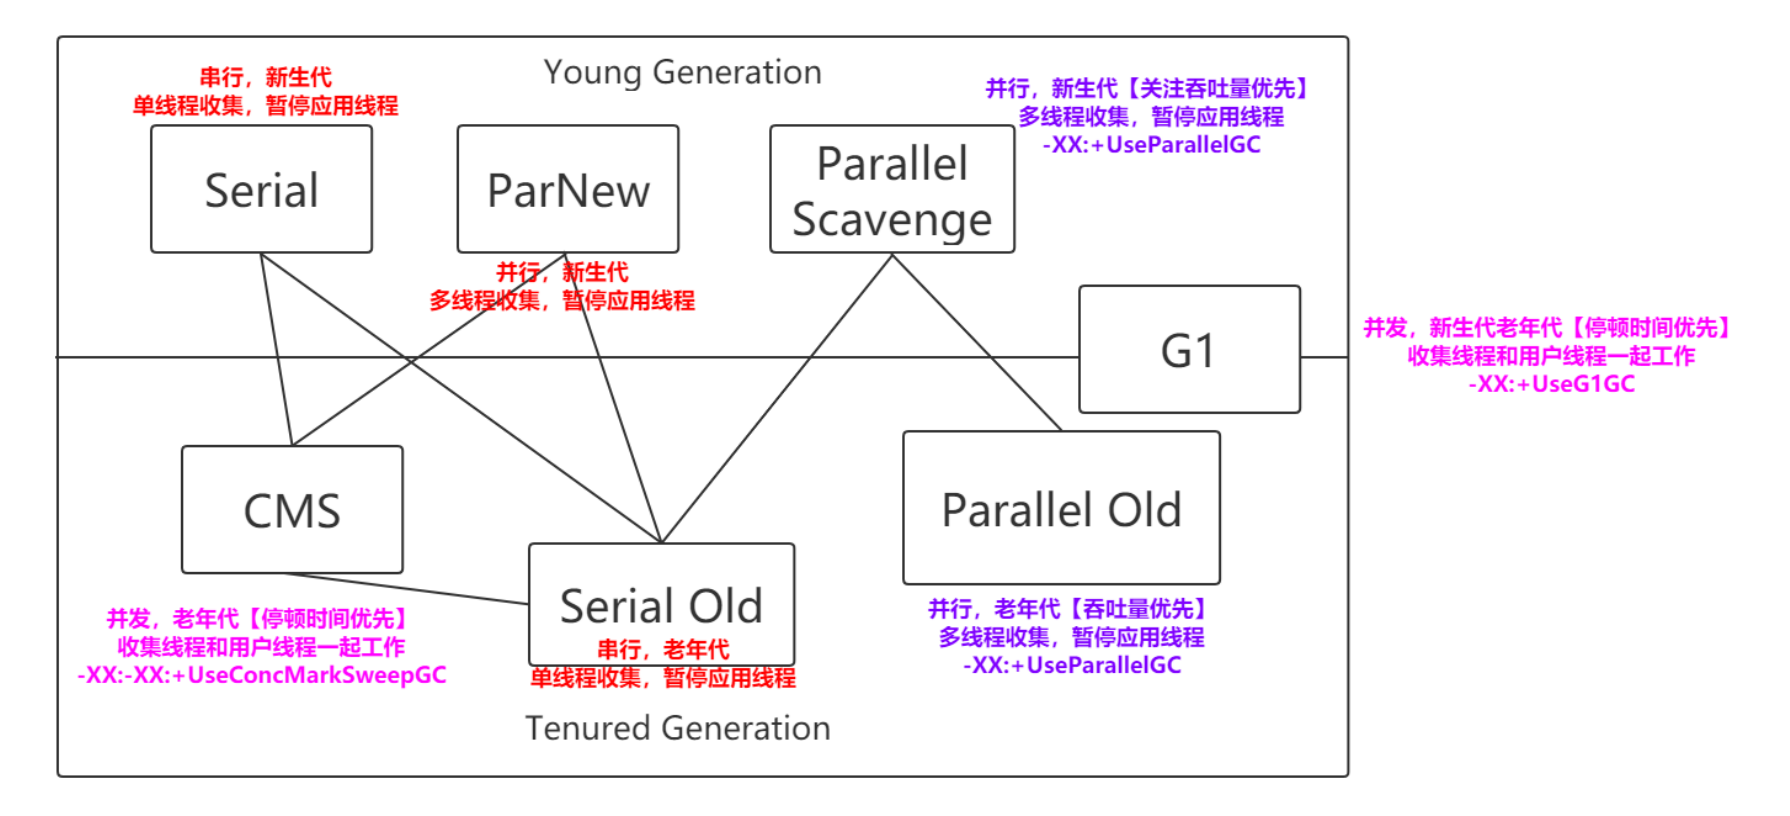 Young Generation
串行，新生代
单线程收集，暂停应用线程
Serial
ParNew
并行，新生代
多线程收集，暂停应用线程
Parallel
Scavenge
并行，新生代【关注吞吐量优先】
多线程收集，暂停应用线程
-XX:+UseParallelGC
G1
并发，新生代老年代【停顿时间优先】
收集线程和用户线程一起工作
-XX:+UseG1GC
CMS
并发，老年代【停顿时间优先】
收集线程和用户线程一起工作
-XX:-XX:+UseConcMarkSweepGC
Serial Old
串行，老年代
单线程收集，暂停应用线程
Parallel Old
并行，老年代【吞吐量优先】
多线程收集，暂停应用线程
-XX:+UseParallelGC
Tenured Generation